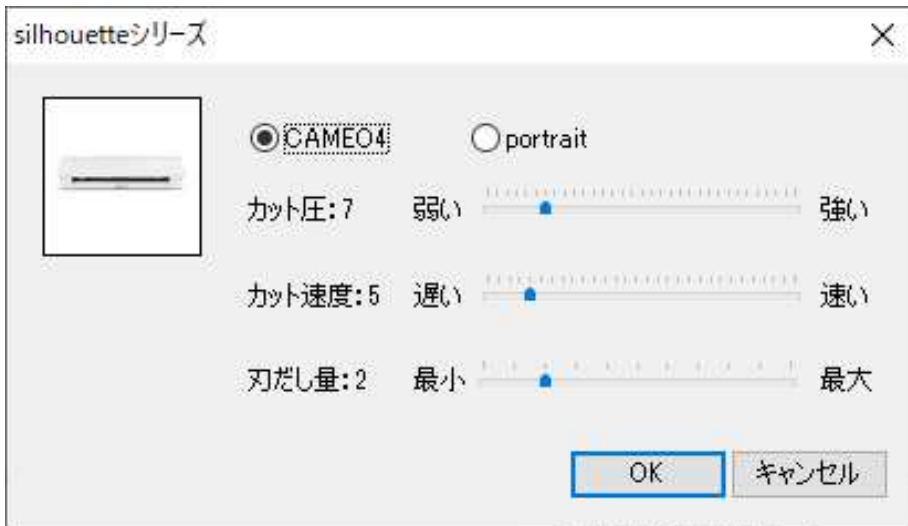 silhouetteシリーズ
CAMEO4 portrait
カット圧:7 弱い 強い
カット速度:5 遅い 速い
刃だし量:2 最小 最大
OK キャンセル